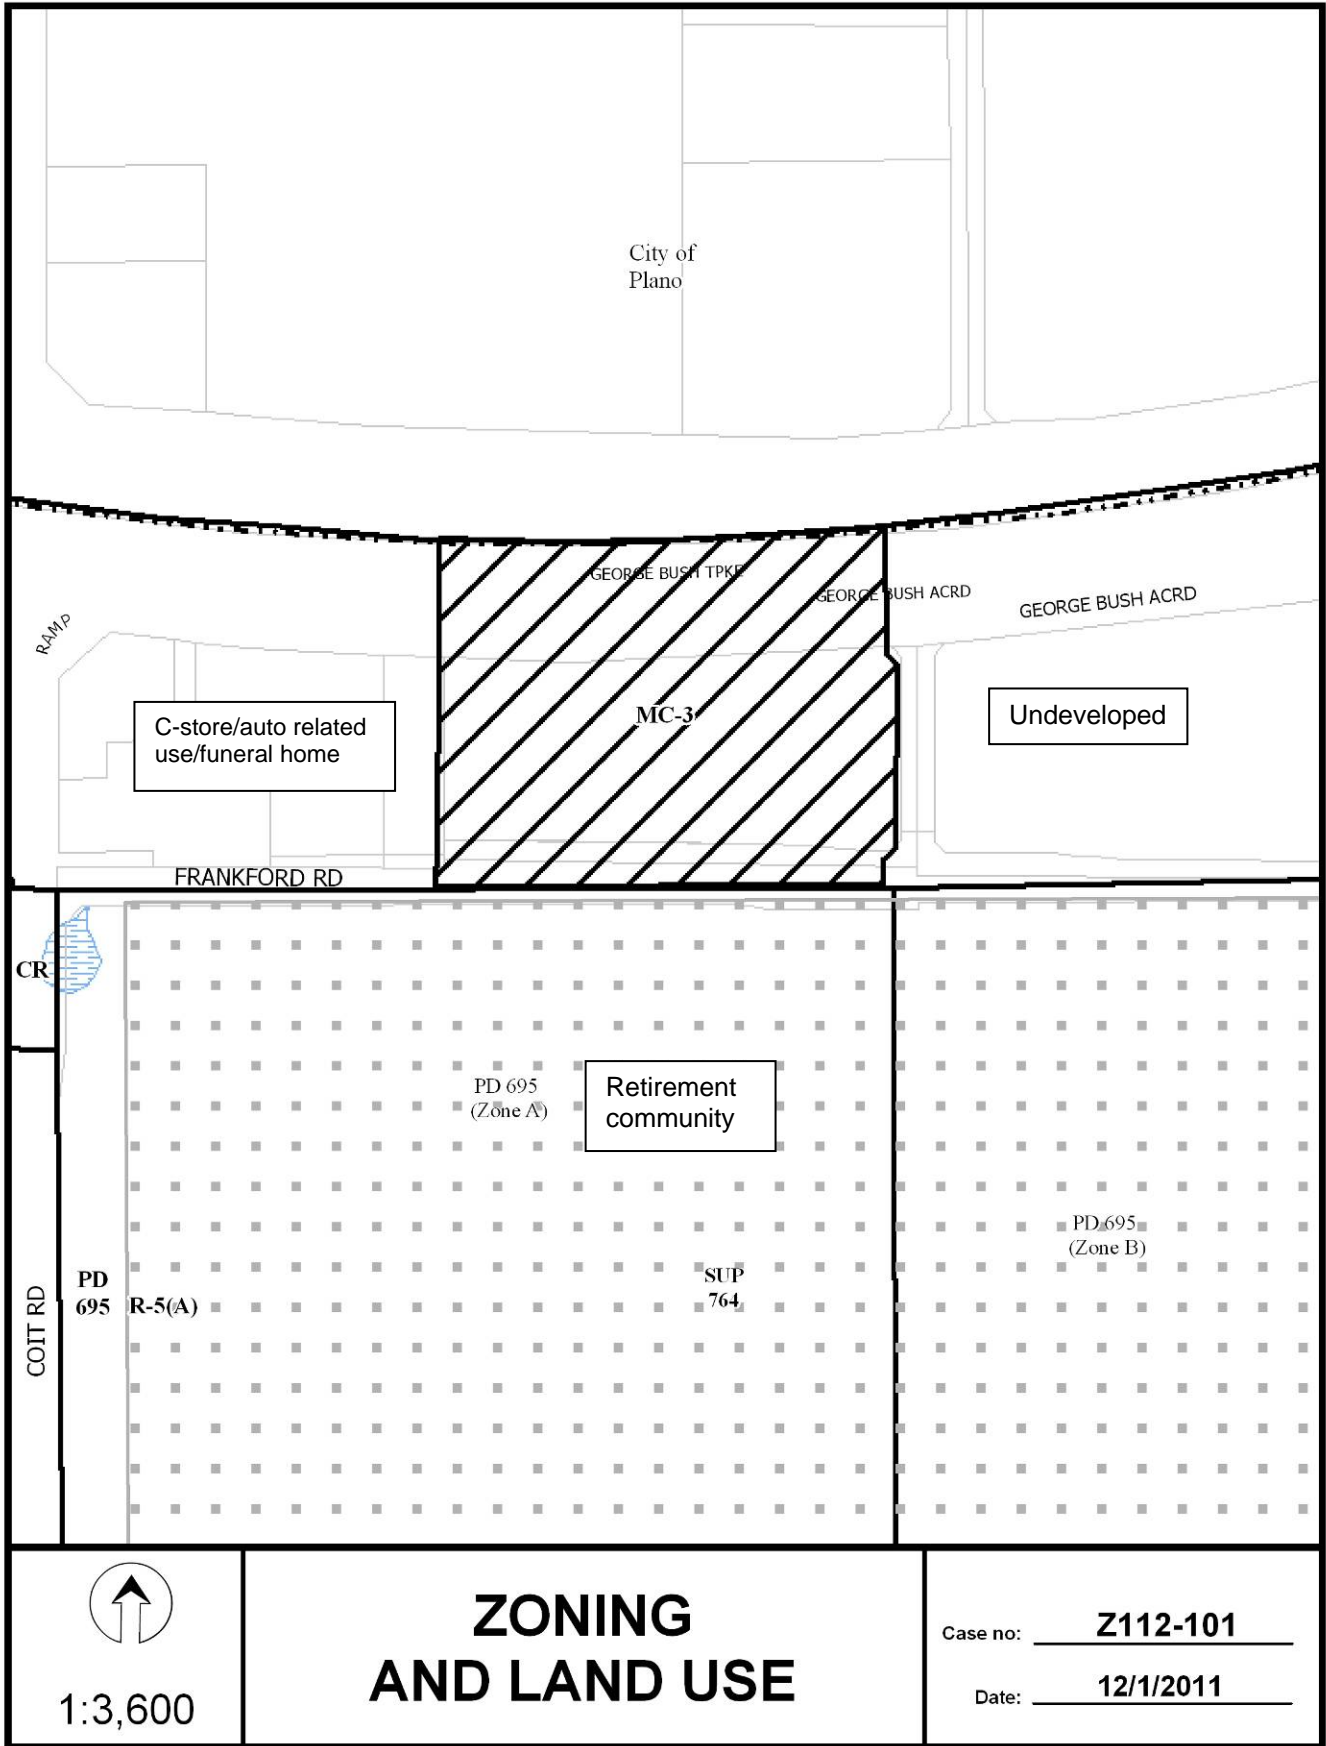 City of
Plano
GEORGE BUSH TPKE
GEORGE BUSH ACRD
GEORGE BUSH ACRD
RAMP
C-store/auto related
use/funeral home
MC-3
Undeveloped
FRANKFORD RD
CR
PD 695
(Zone A)
Retirement
community
PD 695
(Zone B)
PD
695
R-5(A)
SUP
764
COIT RD
1:3,600
ZONING
AND LAND USE
Case no: Z112-101
Date: 12/1/2011